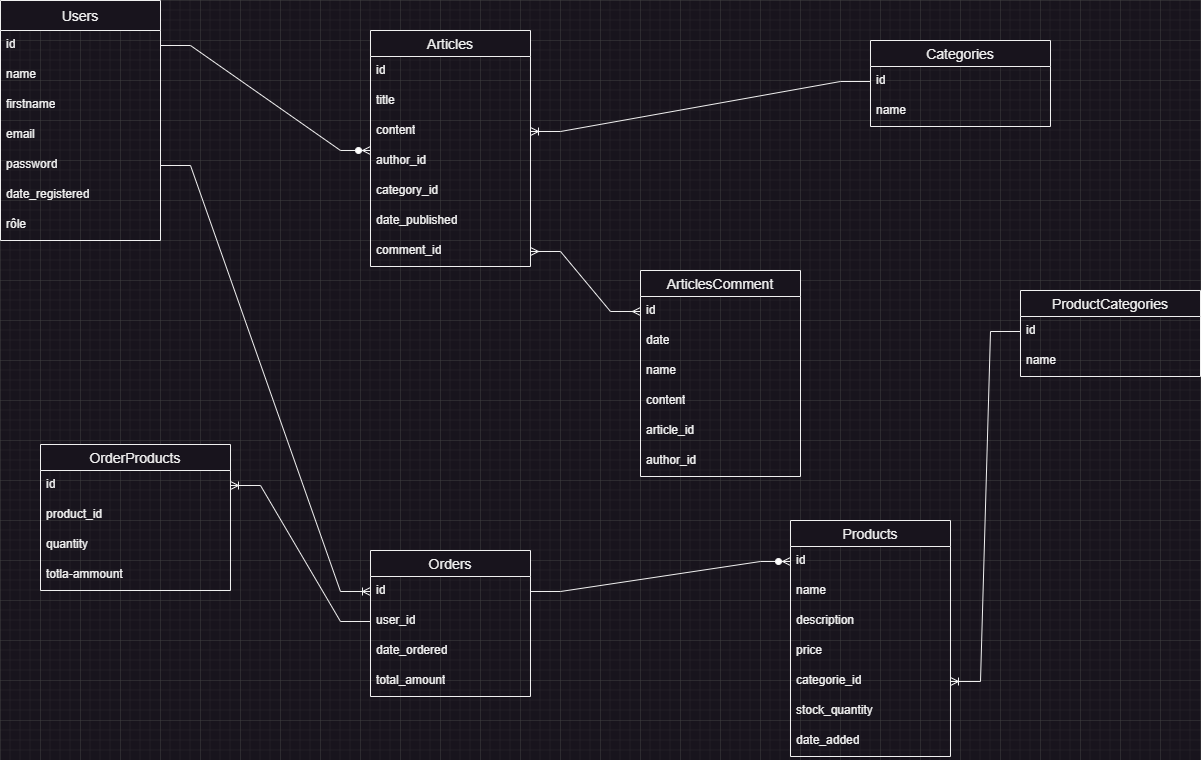 Users
id
name
firstname
email
password
date_registered
rôle
Articles
id
title
content
author_id
category_id
date_published
comment_id
Categories
id
name
ArticlesComment
id
date
name
content
article_id
author_id
ProductCategories
id
name
OrderProducts
id
product_id
quantity
totla-ammount
Orders
id
user_id
date_ordered
total_amount
Products
id
name
description
price
categorie_id
stock_quantity
date_added